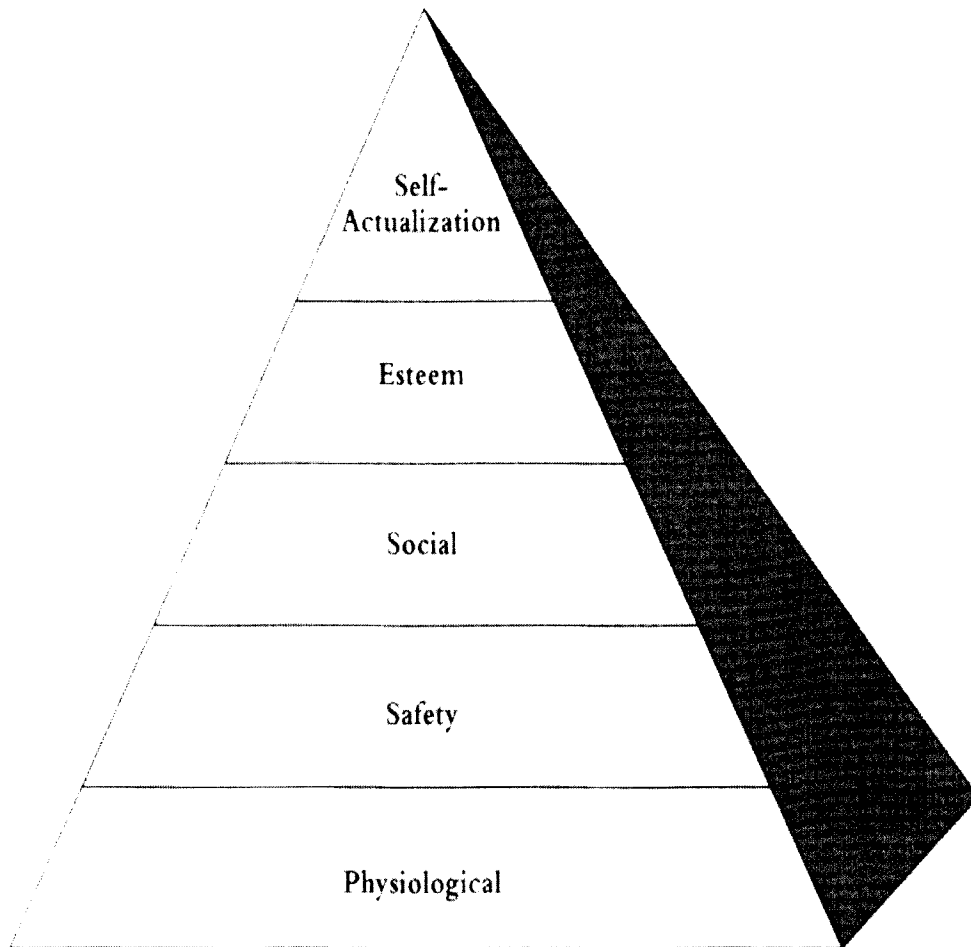 Self-
Actualization
Esteem
Social
Safety
Physiological